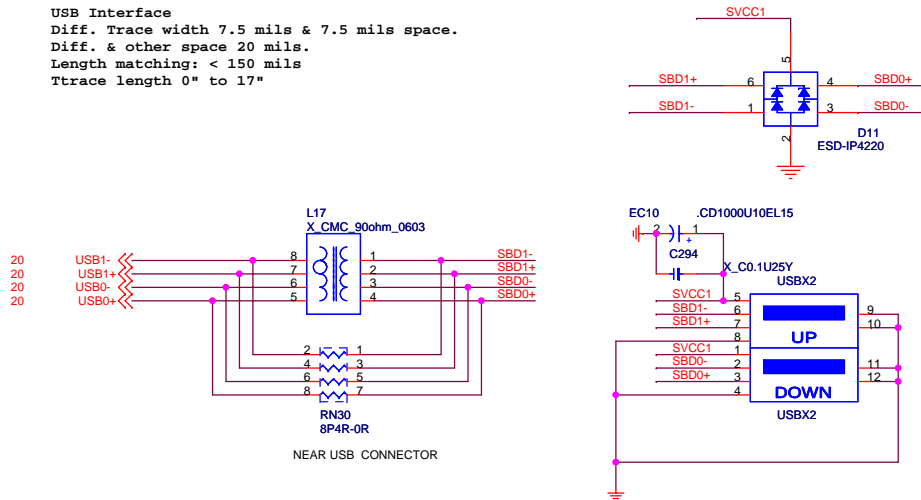 USB Interface
Diff. Trace width 7.5 mils & 7.5 mils space.
Diff. & other space 20 mils.
Length matching: < 150 mils
Ttrace length 0" to 17"
SVCC1
5
SBD1+ 6 4 SBD0+
SBD1- 1 3 SBD0-
2
D11
ESD-IP4220
L17
X_CMC_90ohm_0603
20 USB1- 8 1 SBD1-
20 USB1+ 7 2 SBD1+
20 USB0- 6 3 SBD0-
20 USB0+ 5 4 SBD0+
2 1
4 3
6 5
8 7
RN30
8P4R-0R
NEAR USB CONNECTOR
EC10 .CD1000U10EL15
2 1
+
C294
X_C0.1U25Y
USBX2
SVCC1 5
SBD1- 6 9
SBD1+ 7 10
8 UP
SVCC1 1
SBD0- 2 11
SBD0+ 3 12
4 DOWN
USBX2